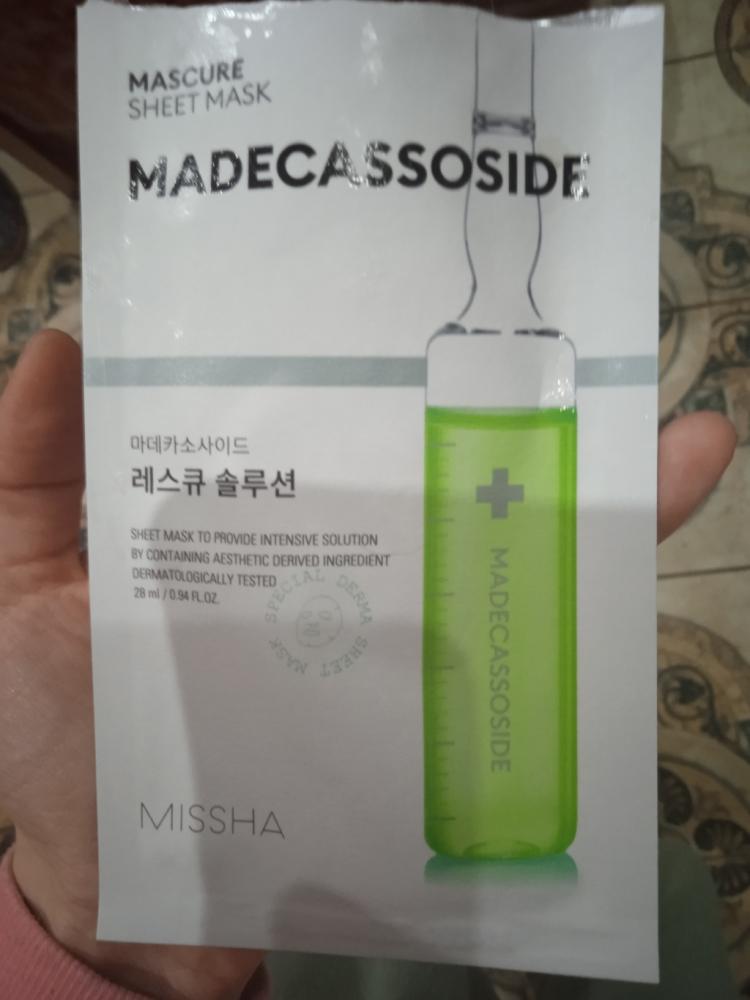 MASCURE
SHEET MASK
MADECASSOSIDE
마데카소사이드
레스큐 솔루션
SHEET MASK TO PROVIDE INTENSIVE SOLUTION
BY CONTAINING AESTHETIC DERIVED INGREDIENT
DERMATOLOGICALLY TESTED
28 ml / 0.94 FL.OZ.
SPECIAL DERMA SHEET MASK
MADECASSOSIDE
MISSHA